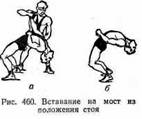 а
б
Рис. 460. Вставание на мост из
положения стоя